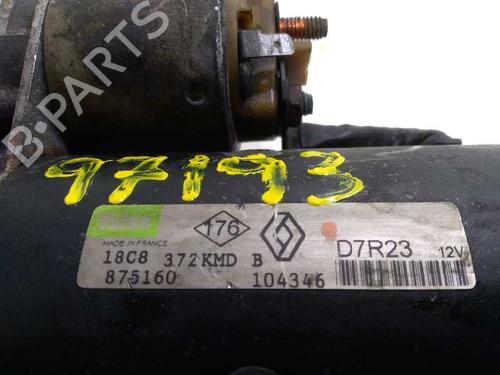 B-PARTS
97193
176
MADE IN FRANCE
D7R23 12V
18C8 372KMD B
875160 104346